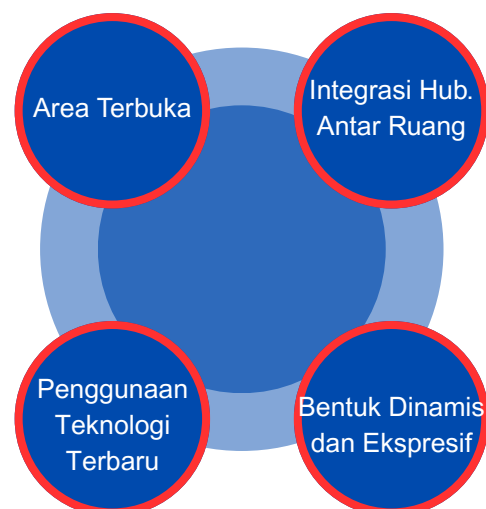 Area Terbuka
Integrasi Hub.
Antar Ruang
Penggunaan
Teknologi
Terbaru
Bentuk Dinamis
dan Ekspresif